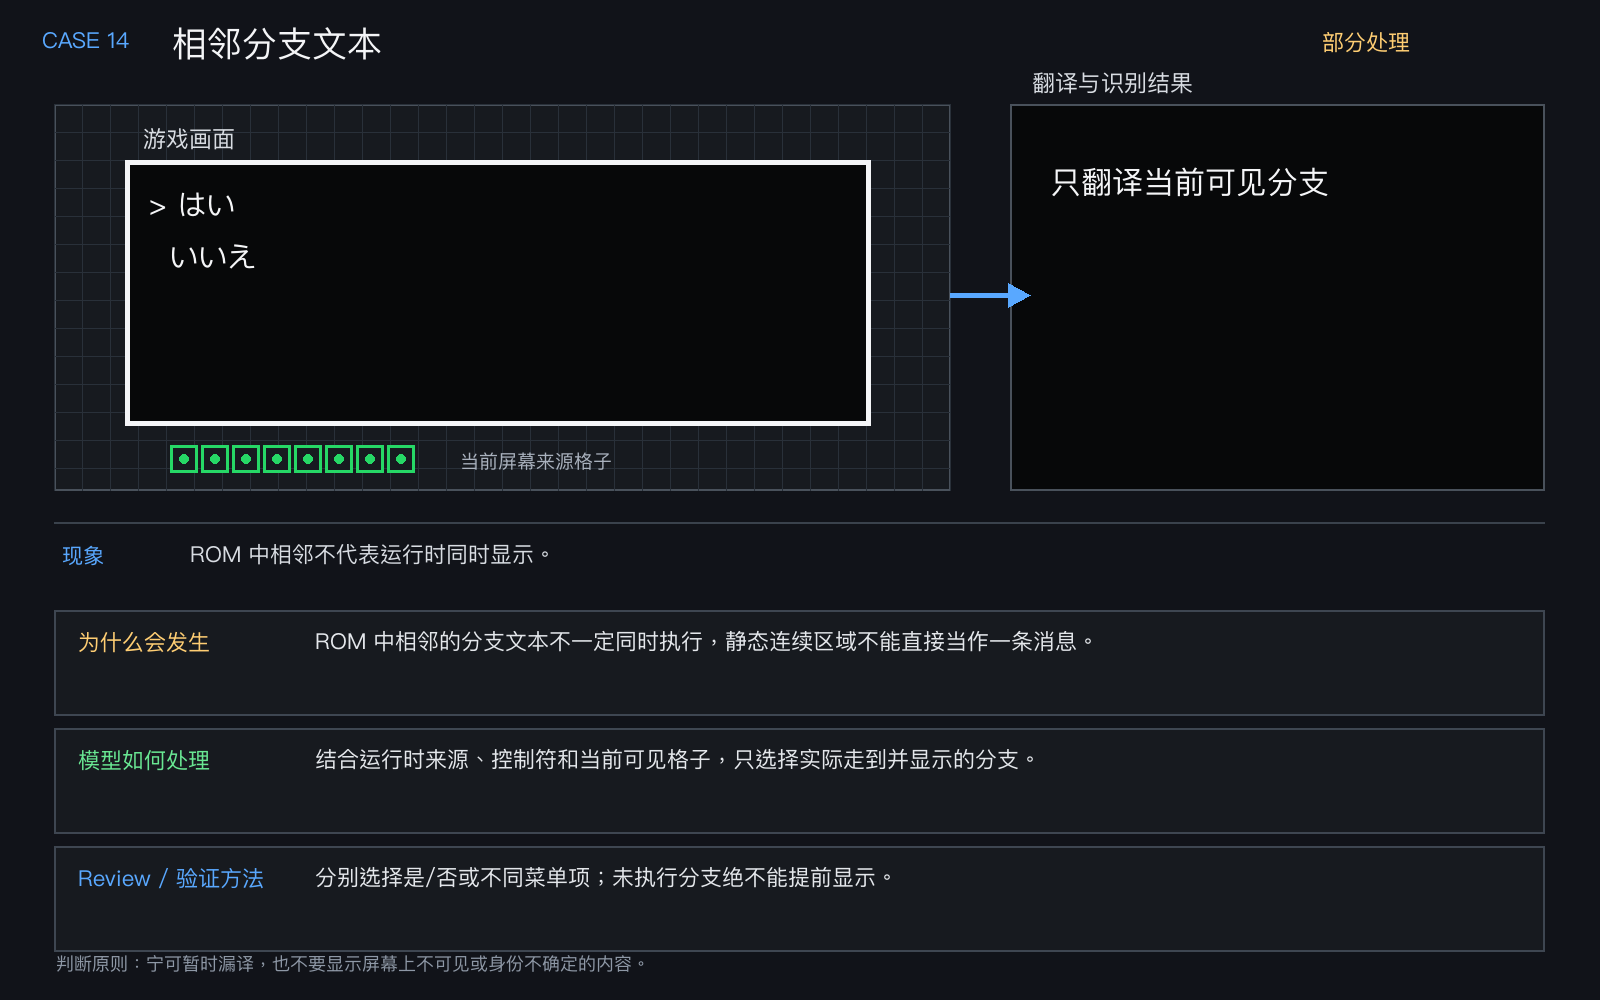 CASE 14
相邻分支文本
部分处理
翻译与识别结果
游戏画面
> はい
いいえ
只翻译当前可见分支
当前屏幕来源格子
现象
ROM 中相邻不代表运行时同时显示。
为什么会发生
ROM 中相邻的分支文本不一定同时执行，静态连续区域不能直接当作一条消息。
模型如何处理
结合运行时来源、控制符和当前可见格子，只选择实际走到并显示的分支。
Review / 验证方法
分别选择是/否或不同菜单项；未执行分支绝不能提前显示。
判断原则：宁可暂时漏译，也不要显示屏幕上不可见或身份不确定的内容。